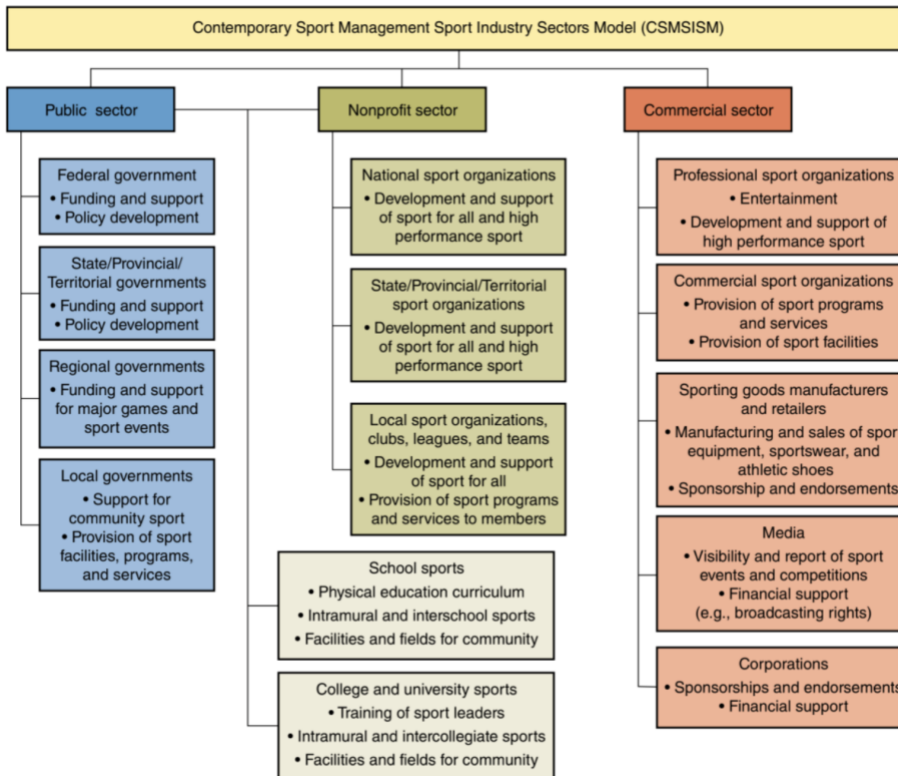 Contemporary Sport Management Sport Industry Sectors Model (CSMSISM)
Public sector
Nonprofit sector
Commercial sector
Federal government
• Funding and support
• Policy development
State/Provincial/
Territorial governments
• Funding and support
• Policy development
Regional governments
• Funding and support
for major games and
sport events
Local governments
• Support for
community sport
• Provision of sport
facilities, programs,
and services
National sport organizations
• Development and support
of sport for all and high
performance sport
State/Provincial/Territorial
sport organizations
• Development and support
of sport for all and high
performance sport
Local sport organizations,
clubs, leagues, and teams
• Development and support
of sport for all
• Provision of sport programs
and services to members
School sports
• Physical education curriculum
• Intramural and interschool sports
• Facilities and fields for community
College and university sports
• Training of sport leaders
• Intramural and intercollegiate sports
• Facilities and fields for community
Professional sport organizations
• Entertainment
• Development and support of
high performance sport
Commercial sport organizations
• Provision of sport programs
and services
• Provision of sport facilities
Sporting goods manufacturers
and retailers
• Manufacturing and sales of sport
equipment, sportswear, and
athletic shoes
• Sponsorship and endorsements
Media
• Visibility and report of sport
events and competitions
• Financial support
(e.g., broadcasting rights)
Corporations
• Sponsorships and endorsements
• Financial support